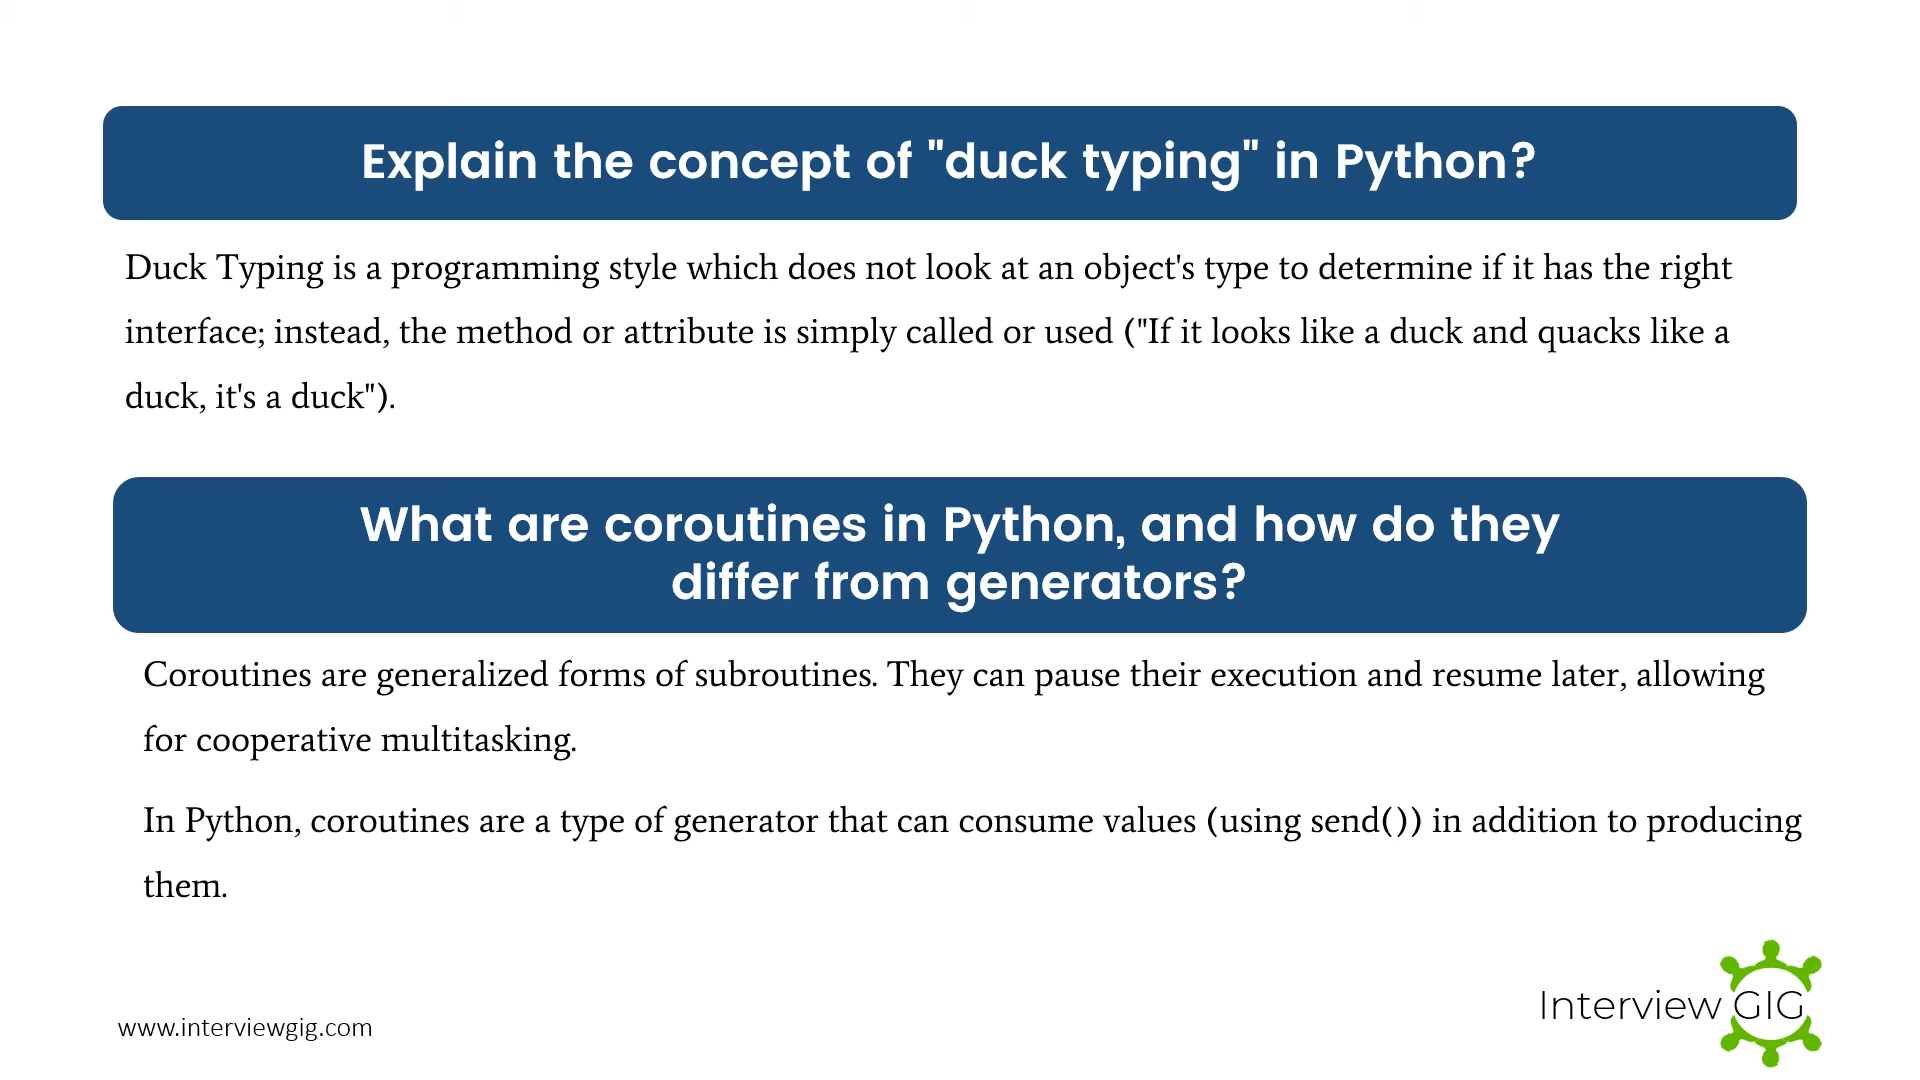 Explain the concept of "duck typing" in Python?
Duck Typing is a programming style which does not look at an object's type to determine if it has the right
interface; instead, the method or attribute is simply called or used ("If it looks like a duck and quacks like a
duck, it's a duck").
What are coroutines in Python, and how do they
differ from generators?
Coroutines are generalized forms of subroutines. They can pause their execution and resume later, allowing
for cooperative multitasking.
In Python, coroutines are a type of generator that can consume values (using send()) in addition to producing
them.
www.interviewgig.com
Interview GIG